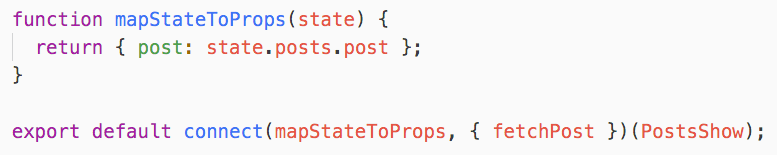 function mapStateToProps(state) {
  return { post: state.posts.post };
}
export default connect(mapStateToProps, { fetchPost })(PostsShow);